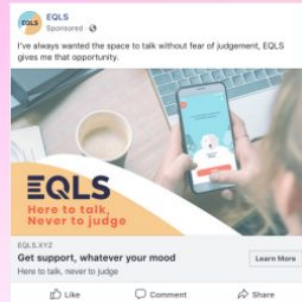 EQLS
EQLS
Sponsored ·
I've always wanted the space to talk without fear of judgement, EQLS
gives me that opportunity.
EQLS
Here to talk,
Never to judge
EQLS.XYZ
Get support, whatever your mood
Learn More
Here to talk, never to judge
Like
Comment
Share